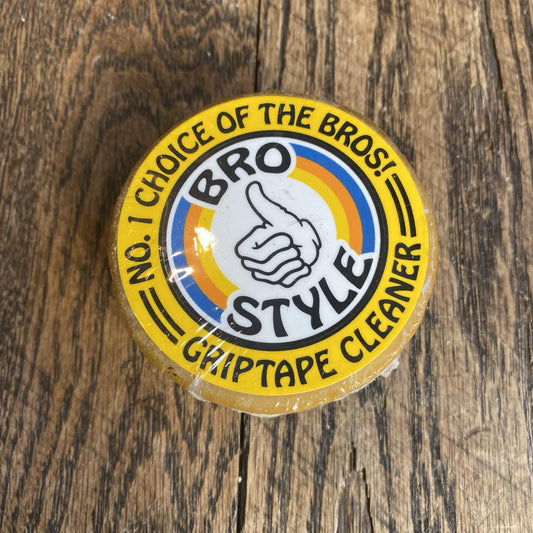 NO. 1 CHOICE OF THE BROS!
BRO
STYLE
GRIPTAPE CLEANER